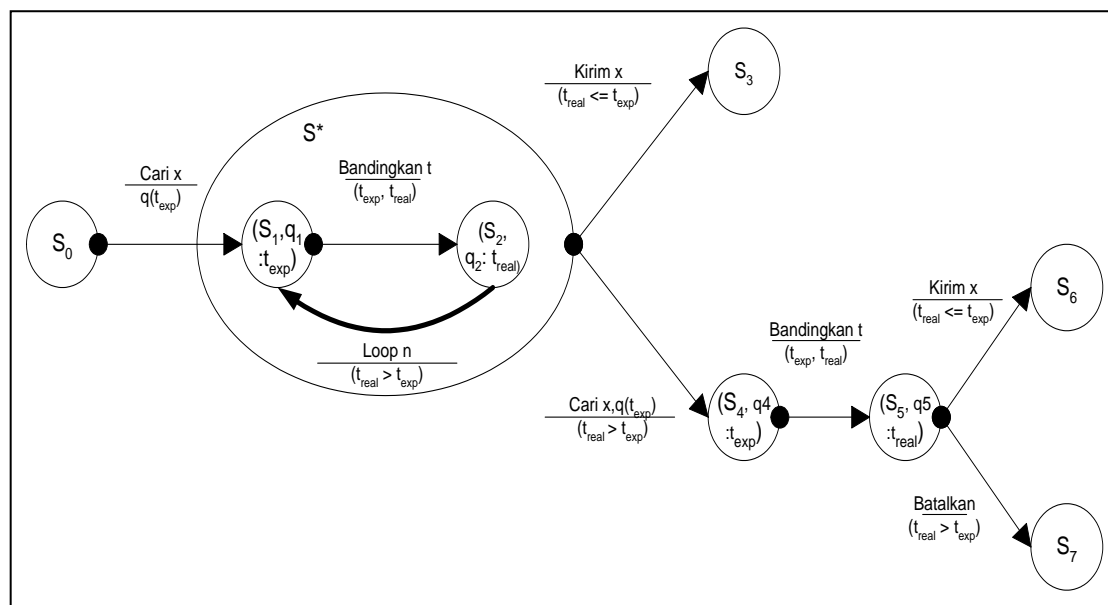 Kirim x
(t_real <= t_exp)
S_3
S*
Cari x
q(t_exp)
Bandingkan t
(t_exp, t_real)
S_0
(S_1,q_1
:t_exp)
(S_2,
q_2: t_real)
Loop n
(t_real > t_exp)
Kirim x
(t_real <= t_exp)
S_6
Bandingkan t
(t_exp, t_real)
Cari x,q(t_exp)
(t_real > t_exp)
(S_4, q4
:t_exp)
(S_5, q5
:t_real)
Batalkan
(t_real > t_exp)
S_7